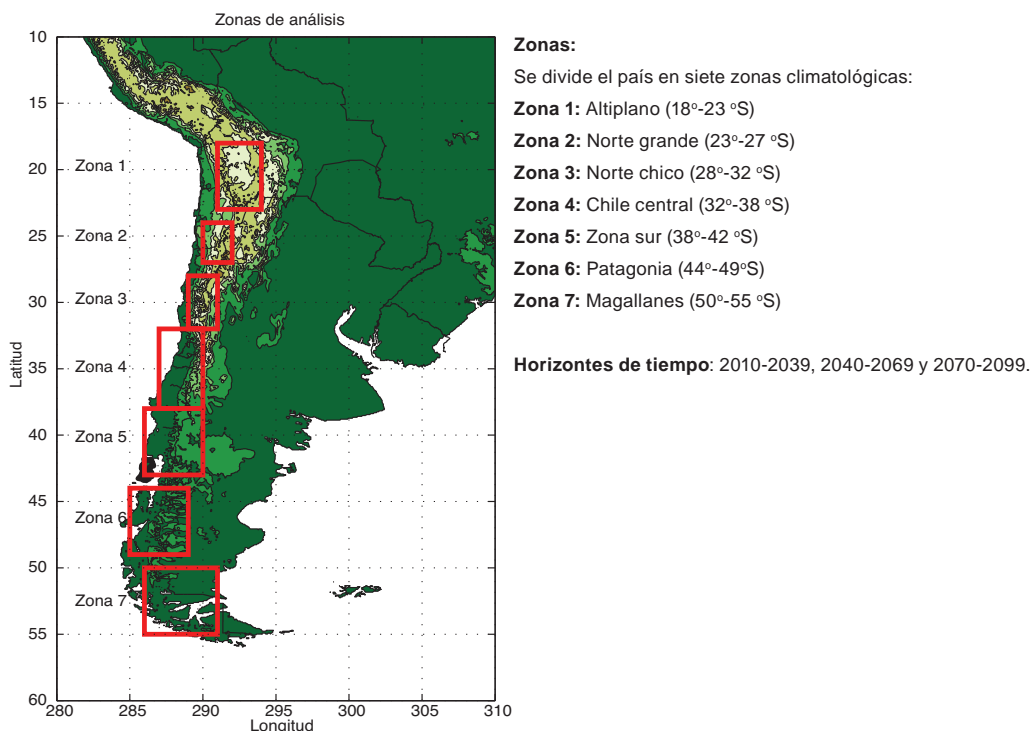 Zonas de análisis
10
15
20
25
30
35
40
45
50
55
60
Latitud
Zona 1
Zona 2
Zona 3
Zona 4
Zona 5
Zona 6
Zona 7
280
285
290
295
300
305
310
Longitud
Zonas:
Se divide el país en siete zonas climatológicas:
Zona 1: Altiplano (18º-23 ºS)
Zona 2: Norte grande (23º-27 ºS)
Zona 3: Norte chico (28º-32 ºS)
Zona 4: Chile central (32º-38 ºS)
Zona 5: Zona sur (38º-42 ºS)
Zona 6: Patagonia (44º-49ºS)
Zona 7: Magallanes (50º-55 ºS)
Horizontes de tiempo: 2010-2039, 2040-2069 y 2070-2099.